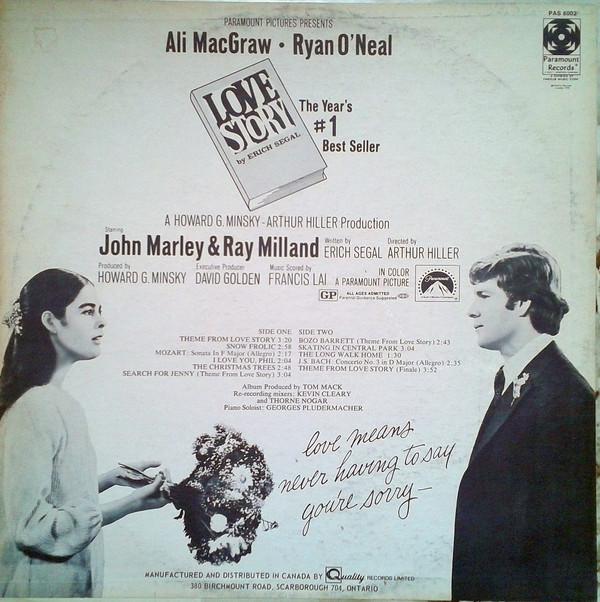 PARAMOUNT PICTURES PRESENTS
Ali MacGraw • Ryan O'Neal
PAS 6002
Paramount
Records
LOVE
STORY
by ERICH SEGAL
The Year's
#1
Best Seller
A HOWARD G. MINSKY-ARTHUR HILLER Production
Starring
John Marley & Ray Milland
Written by
ERICH SEGAL
Directed by
ARTHUR HILLER
Produced by
HOWARD G. MINSKY
Executive Producer
DAVID GOLDEN
Music Scored by
FRANCIS LAI
IN COLOR
A PARAMOUNT PICTURE
Paramount
GP
ALL AGES ADMITTED
Parental Guidance Suggested
SIDE ONE
THEME FROM LOVE STORY 3:20
SNOW FROLIC 2:58
MOZART: Sonata In F Major (Allegro) 2:17
I LOVE YOU, PHIL 2:04
THE CHRISTMAS TREES 2:48
SEARCH FOR JENNY (Theme From Love Story) 3:04
SIDE TWO
BOZO BARRETT (Theme From Love Story) 2:43
SKATING IN CENTRAL PARK 3:04
THE LONG WALK HOME 1:30
J.S. BACH: Concerto No. 3 in D Major (Allegro) 2:35
THEME FROM LOVE STORY (Finale) 3:52
Album Produced by TOM MACK
Re-recording mixers: KEVIN CLEARY
and THORNE NOGAR
Piano Soloist: GEORGES PLUDERMACHER
love means
never having to say
you're sorry—
MANUFACTURED AND DISTRIBUTED IN CANADA BY Quality RECORDS LIMITED
380 BIRCHMOUNT ROAD, SCARBOROUGH 704, ONTARIO